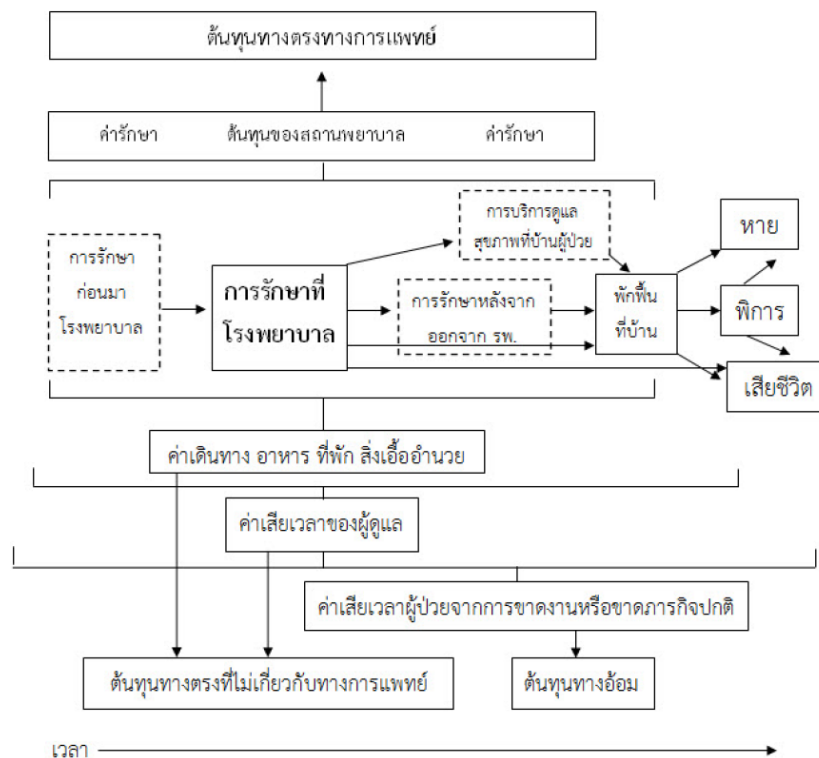 ต้นทุนทางตรงทางการแพทย์
ค่ารักษา ต้นทุนของสถานพยาบาล ค่ารักษา
การบริการดูแล
สุขภาพที่บ้านผู้ป่วย
หาย
การรักษา
ก่อนมา
โรงพยาบาล
การรักษาที่
โรงพยาบาล
การรักษาหลังจาก
ออกจาก รพ.
พักฟื้น
ที่บ้าน
พิการ
เสียชีวิต
ค่าเดินทาง อาหาร ที่พัก สิ่งเอื้ออำนวย
ค่าเสียเวลาของผู้ดูแล
ค่าเสียเวลาผู้ป่วยจากการขาดงานหรือขาดภารกิจปกติ
ต้นทุนทางตรงที่ไม่เกี่ยวกับทางการแพทย์
ต้นทุนทางอ้อม
เวลา